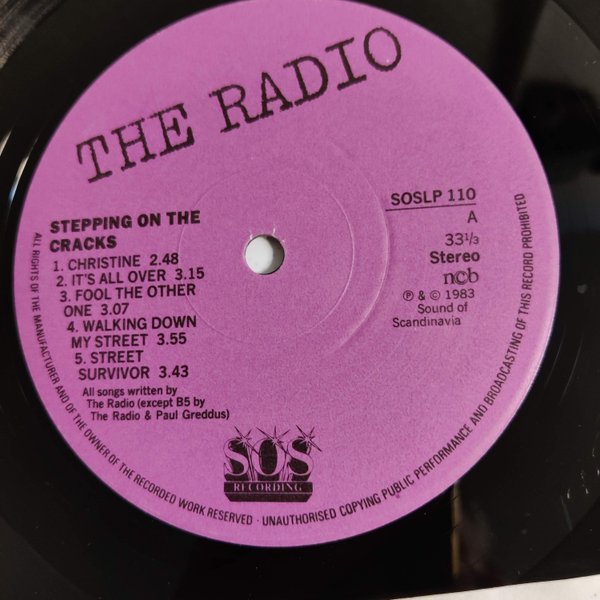 THE RADIO
STEPPING ON THE
CRACKS
1. CHRISTINE 2.48
2. IT'S ALL OVER 3.15
3. FOOL THE OTHER
ONE 3.07
4. WALKING DOWN
MY STREET 3.55
5. STREET
SURVIVOR 3.43
All songs written by
The Radio (except B5 by
The Radio & Paul Greddus)
SOSLP 110
A
33⅓
Stereo
ncb
℗ & © 1983
Sound of
Scandinavia
SOS
RECORDING
ALL RIGHTS OF THE MANUFACTURER AND OF THE OWNER OF THE RECORDED WORK RESERVED · UNAUTHORISED COPYING PUBLIC PERFORMANCE AND BROADCASTING OF THIS RECORD PROHIBITED